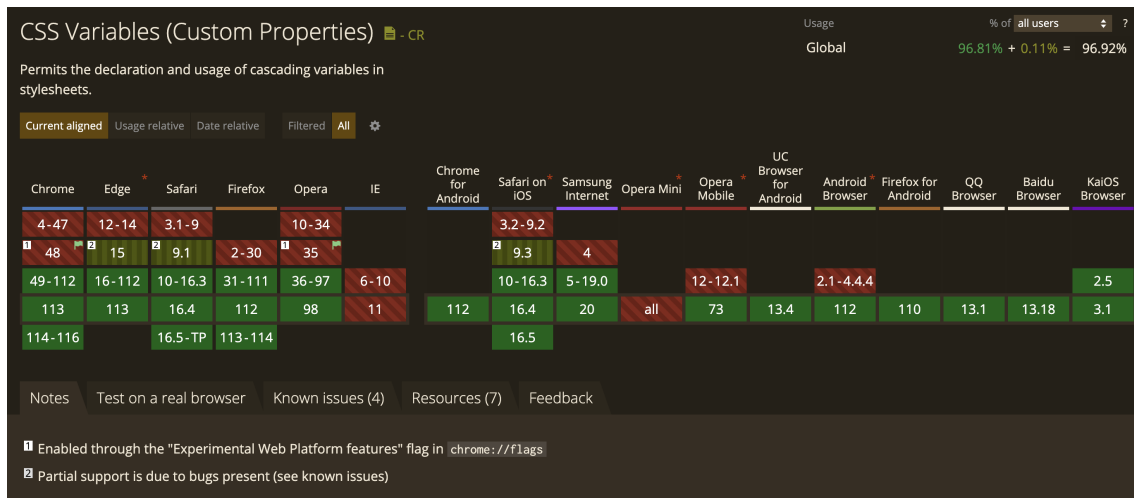 CSS Variables (Custom Properties) - CR
Usage % of all users ?
Global 96.81% + 0.11% = 96.92%
Permits the declaration and usage of cascading variables in
stylesheets.
Current aligned Usage relative Date relative Filtered All
Chrome Edge * Safari Firefox Opera IE
Chrome for Android Safari on iOS * Samsung Internet Opera Mini * Opera Mobile * UC Browser for Android Android Browser * Firefox for Android QQ Browser Baidu Browser KaiOS Browser
4-47 12-14 3.1-9 10-34 3.2-9.2
1 48 2 15 2 9.1 2-30 1 35 2 9.3 4
49-112 16-112 10-16.3 31-111 36-97 6-10 10-16.3 5-19.0 12-12.1 2.1-4.4.4 2.5
113 113 16.4 112 98 11 112 16.4 20 all 73 13.4 112 110 13.1 13.18 3.1
114-116 16.5-TP 113-114 16.5
Notes Test on a real browser Known issues (4) Resources (7) Feedback
1 Enabled through the "Experimental Web Platform features" flag in chrome://flags
2 Partial support is due to bugs present (see known issues)